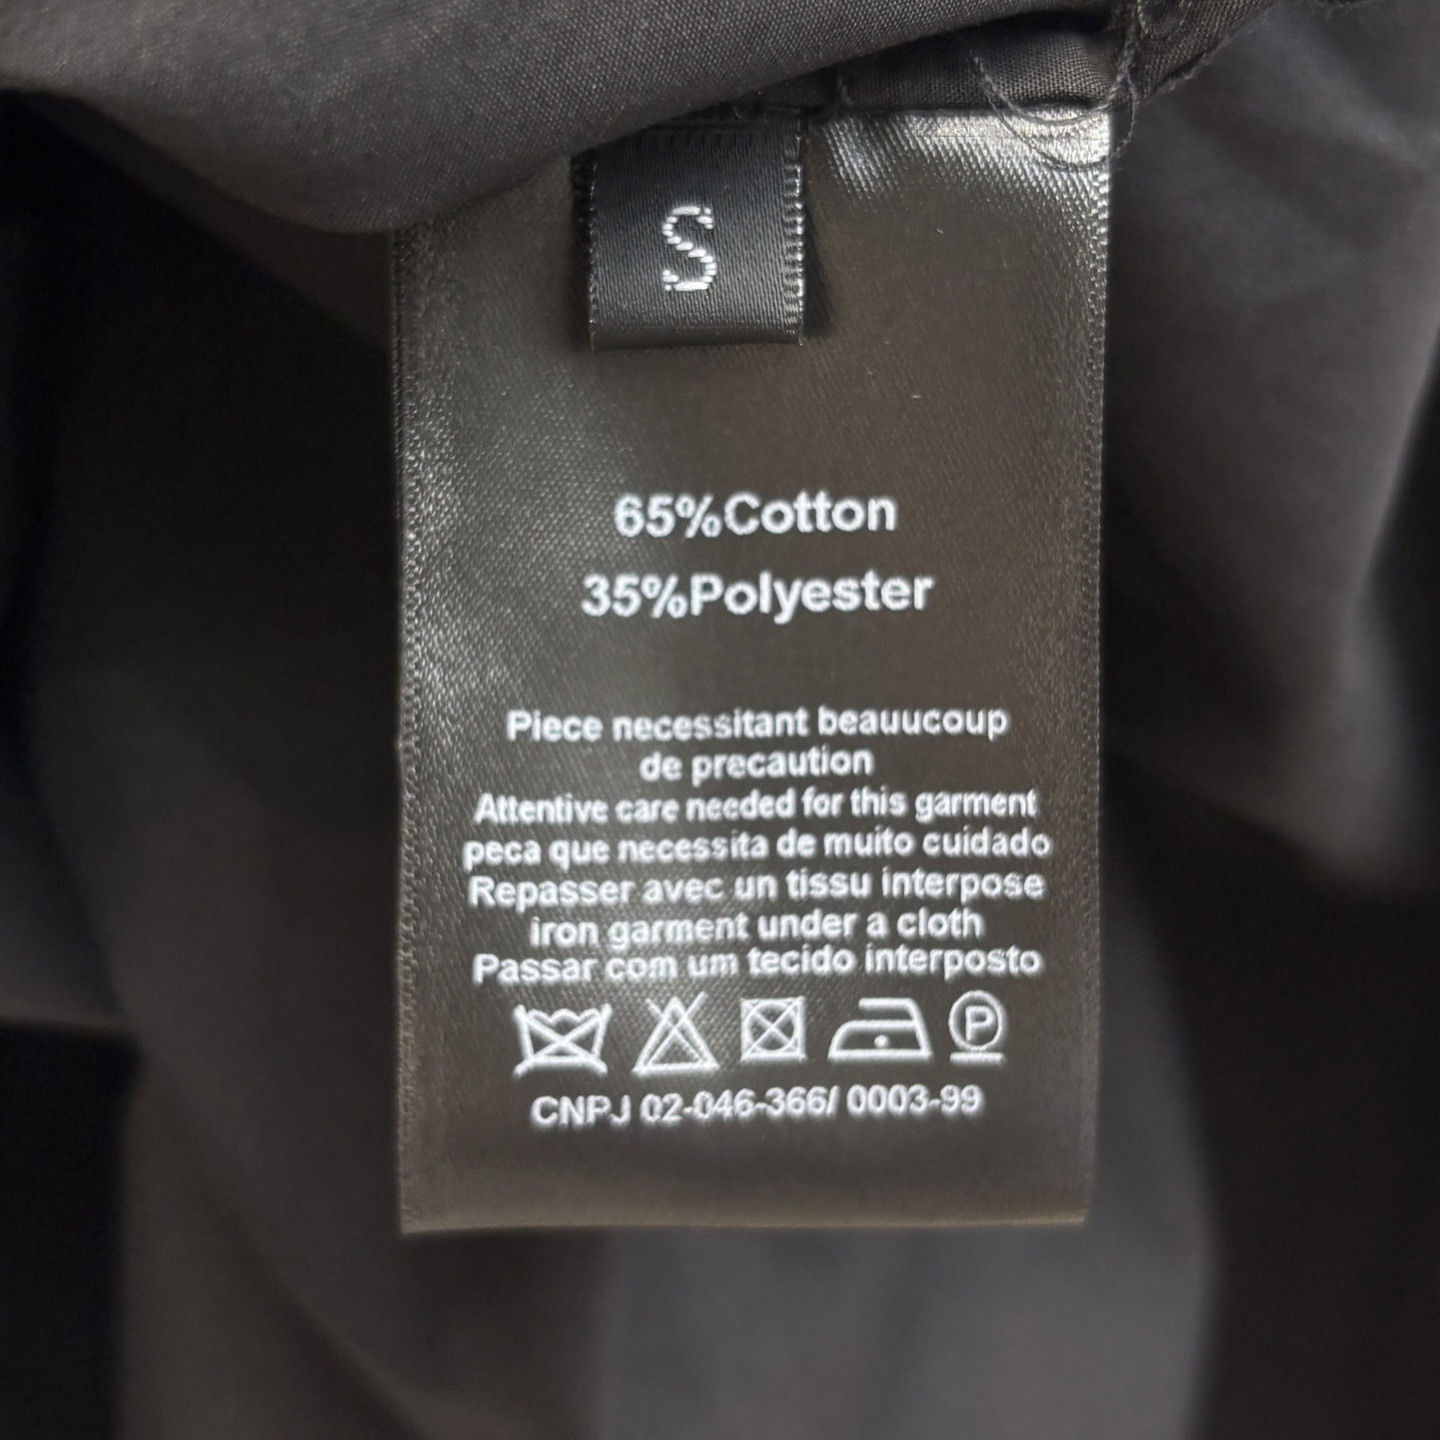 S
65%Cotton
35%Polyester
Piece necessitant beauucoup
de precaution
Attentive care needed for this garment
peca que necessita de muito cuidado
Repasser avec un tissu interpose
iron garment under a cloth
Passar com um tecido interposto
P
CNPJ 02-046-366/ 0003-99